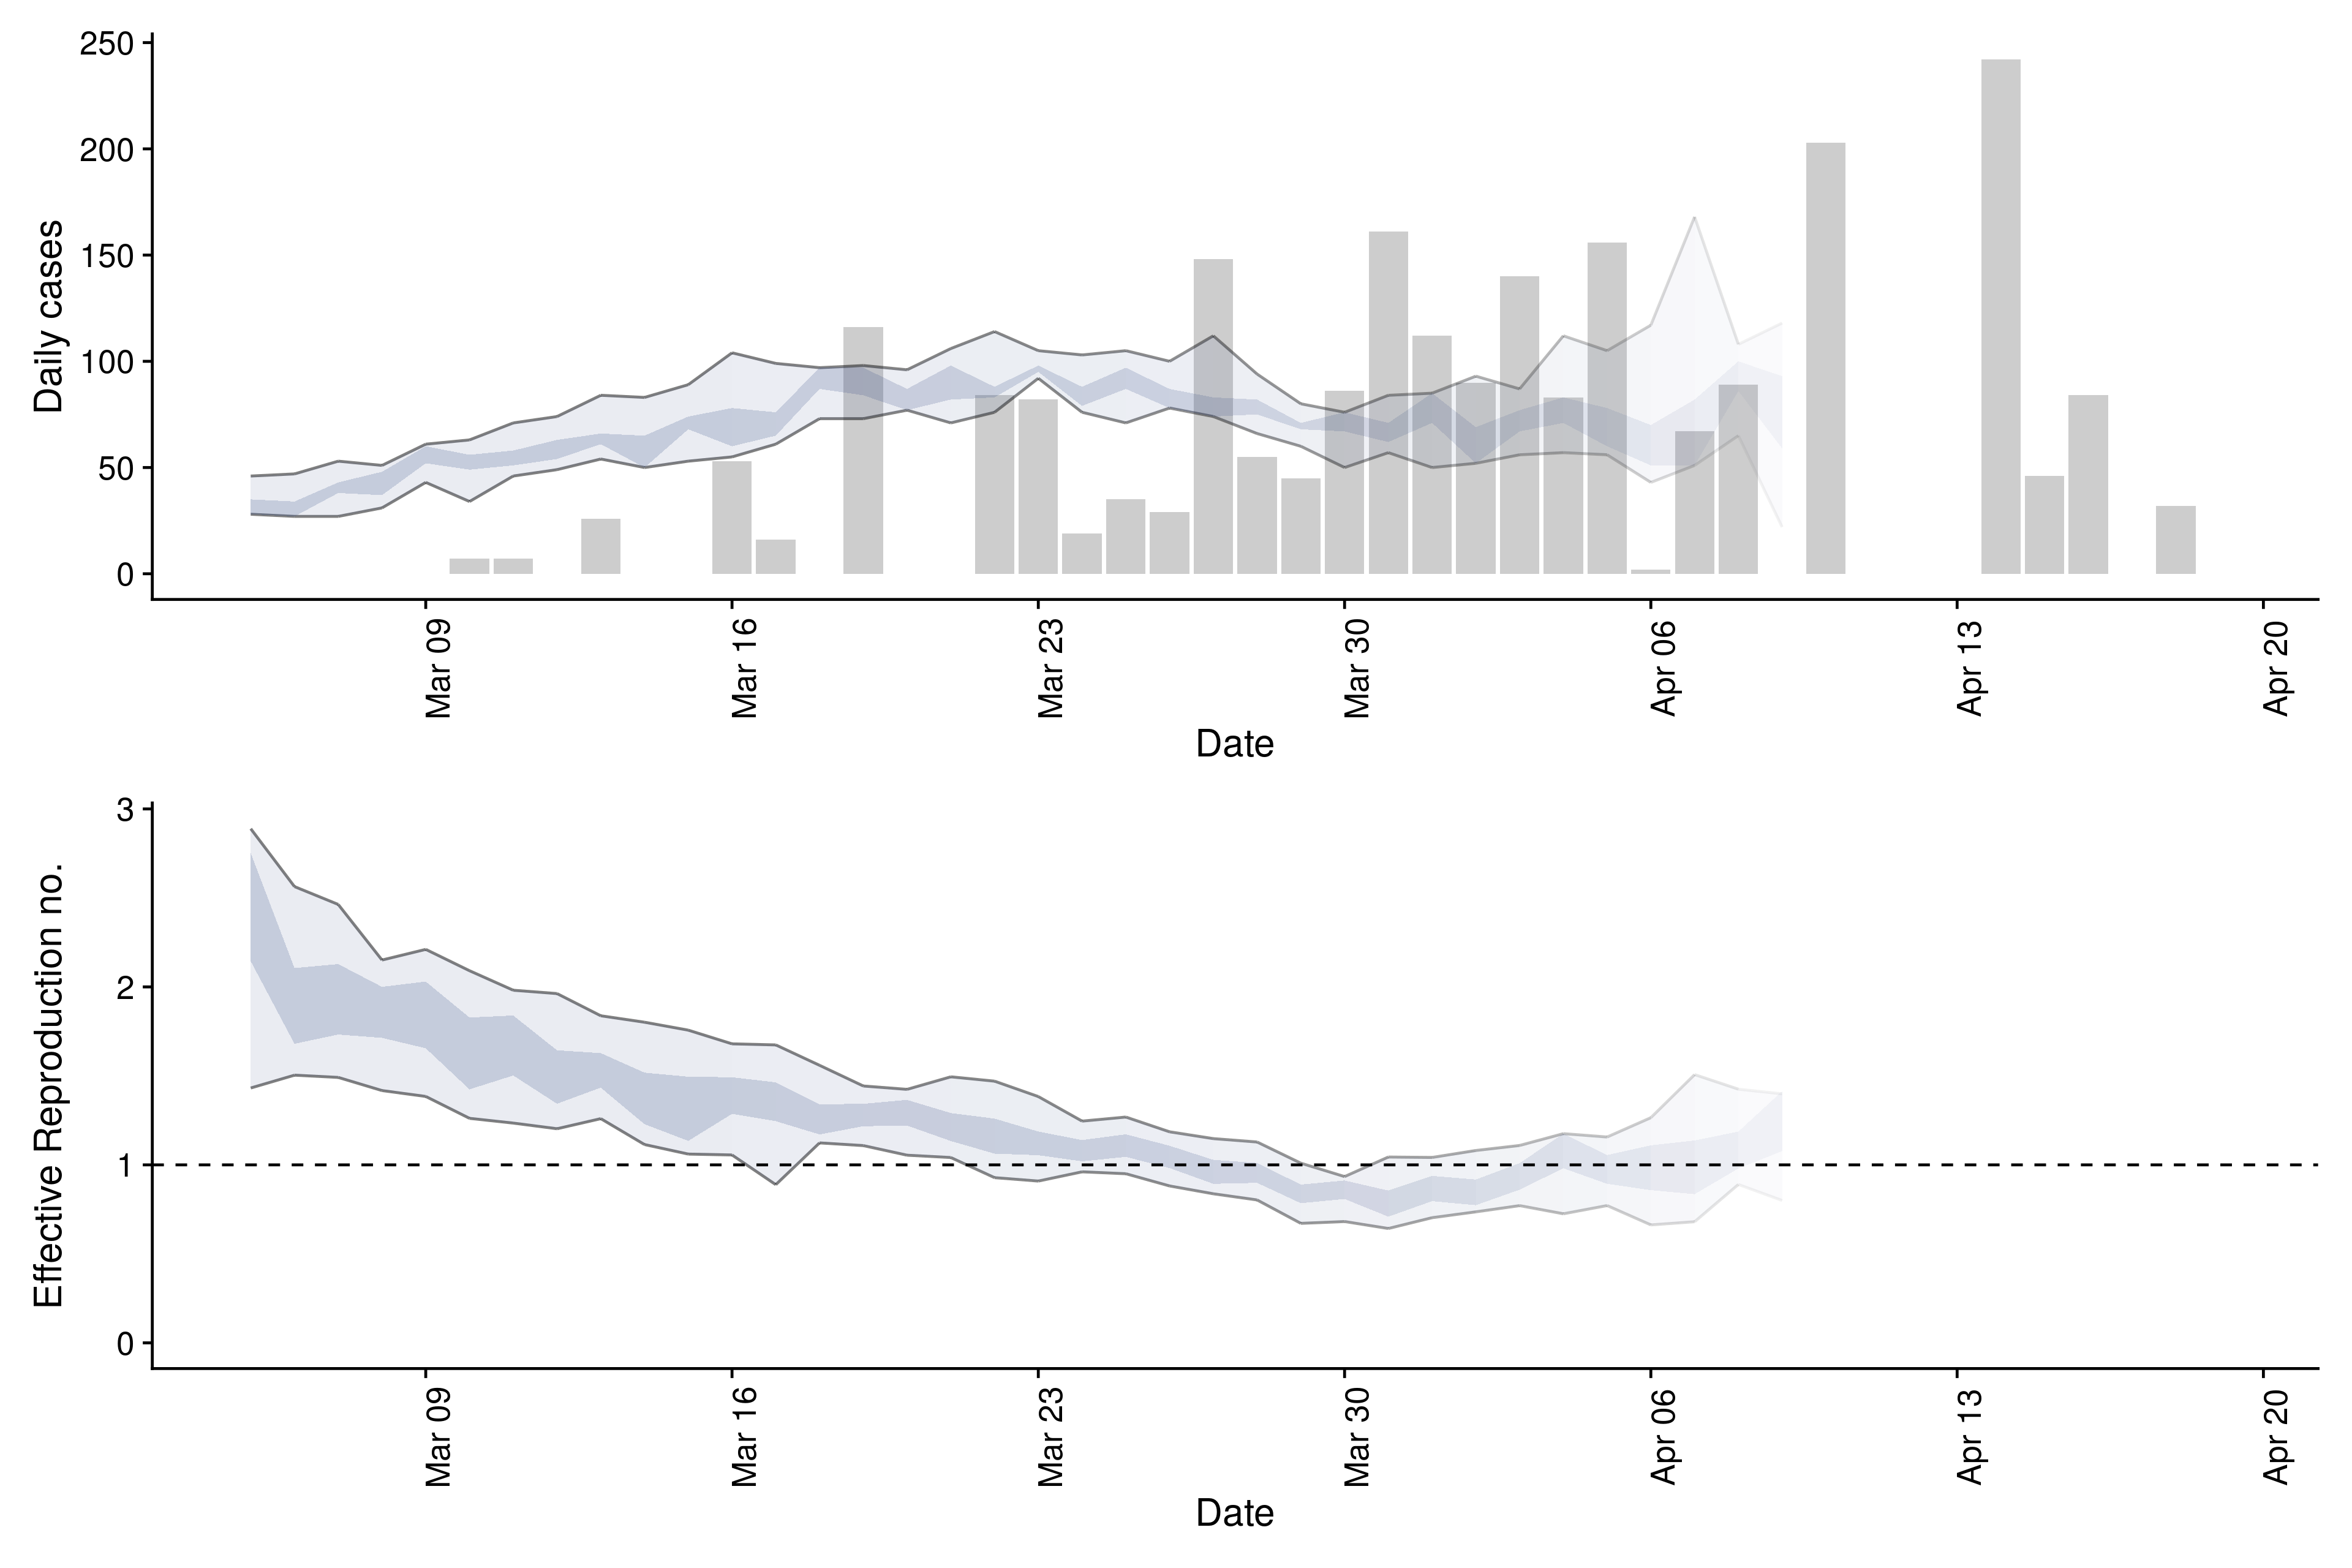 Daily cases
250
200
150
100
50
0
Mar 09
Mar 16
Mar 23
Mar 30
Apr 06
Apr 13
Apr 20
Date
Effective Reproduction no.
3
2
1
0
Mar 09
Mar 16
Mar 23
Mar 30
Apr 06
Apr 13
Apr 20
Date